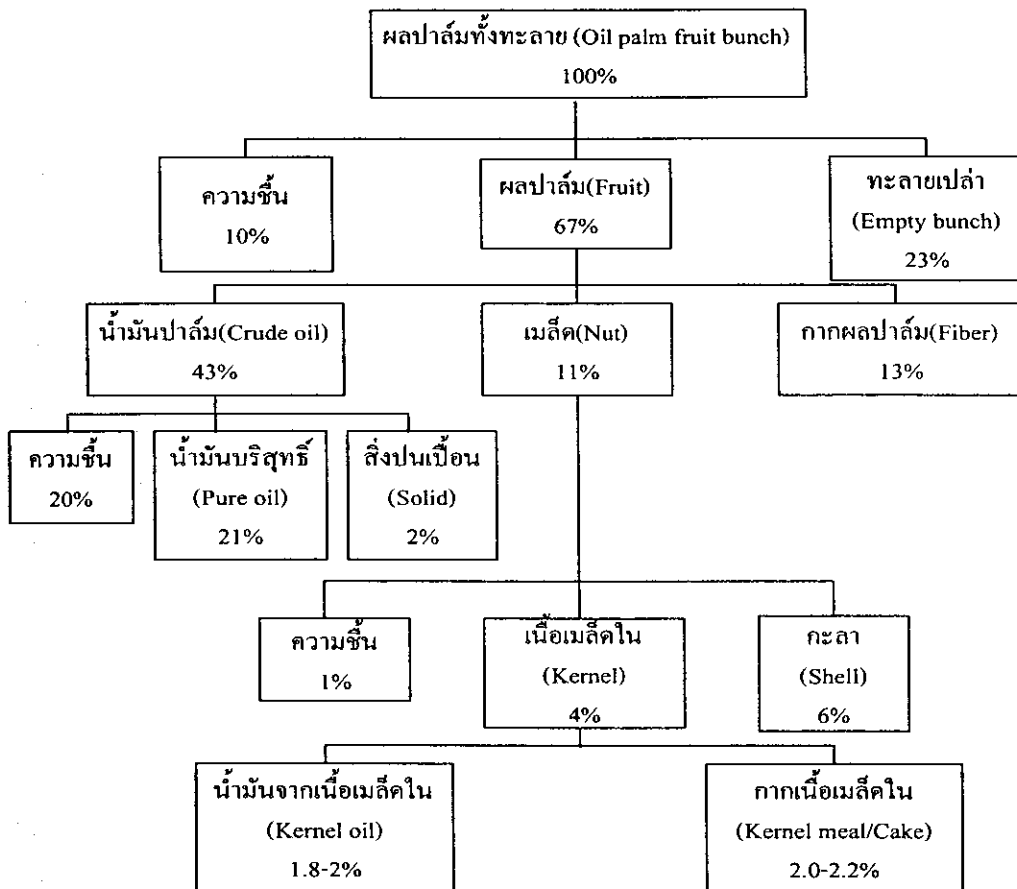 ผลปาล์มทั้งทะลาย (Oil palm fruit bunch)
100%
ความชื้น
10%
ผลปาล์ม(Fruit)
67%
ทะลายเปล่า
(Empty bunch)
23%
น้ำมันปาล์ม(Crude oil)
43%
เมล็ด(Nut)
11%
กากผลปาล์ม(Fiber)
13%
ความชื้น
20%
น้ำมันบริสุทธิ์
(Pure oil)
21%
สิ่งปนเปื้อน
(Solid)
2%
ความชื้น
1%
เนื้อเมล็ดใน
(Kernel)
4%
กะลา
(Shell)
6%
น้ำมันจากเนื้อเมล็ดใน
(Kernel oil)
1.8-2%
กากเนื้อเมล็ดใน
(Kernel meal/Cake)
2.0-2.2%